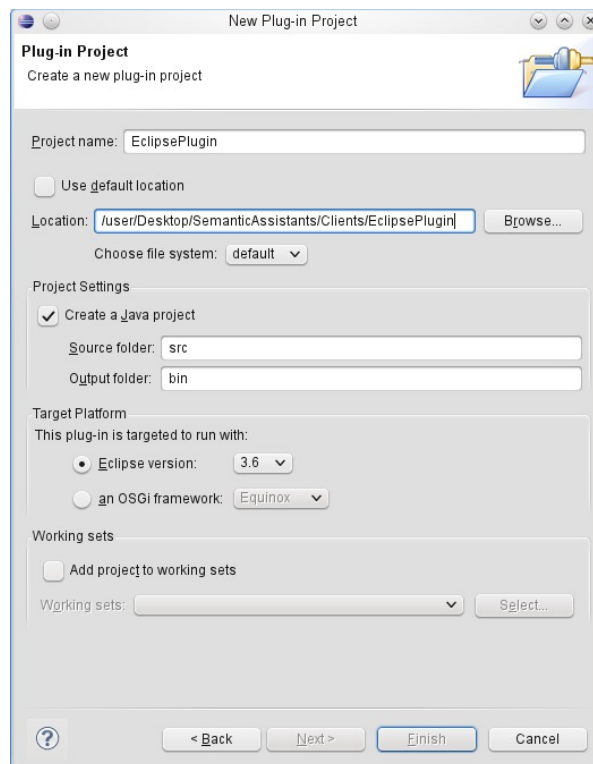 New Plug-in Project
Plug-in Project
Create a new plug-in project
Project name: EclipsePlugin
Use default location
Location: /user/Desktop/SemanticAssistants/Clients/EclipsePlugin Browse...
Choose file system: default
Project Settings
Create a Java project
Source folder: src
Output folder: bin
Target Platform
This plug-in is targeted to run with:
Eclipse version: 3.6
an OSGi framework: Equinox
Working sets
Add project to working sets
Working sets: Select...
? < Back Next > Finish Cancel